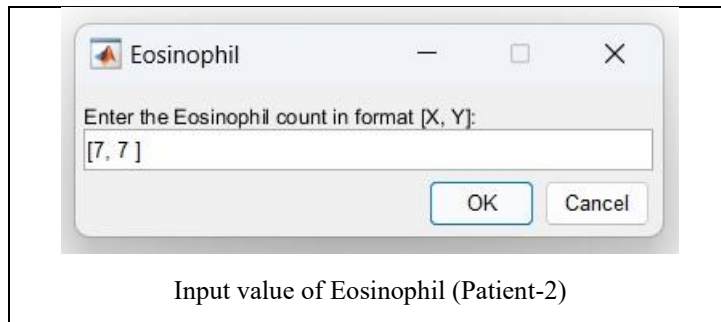 Eosinophil
Enter the Eosinophil count in format [X, Y]:
[7, 7 ]
OK Cancel
Input value of Eosinophil (Patient-2)